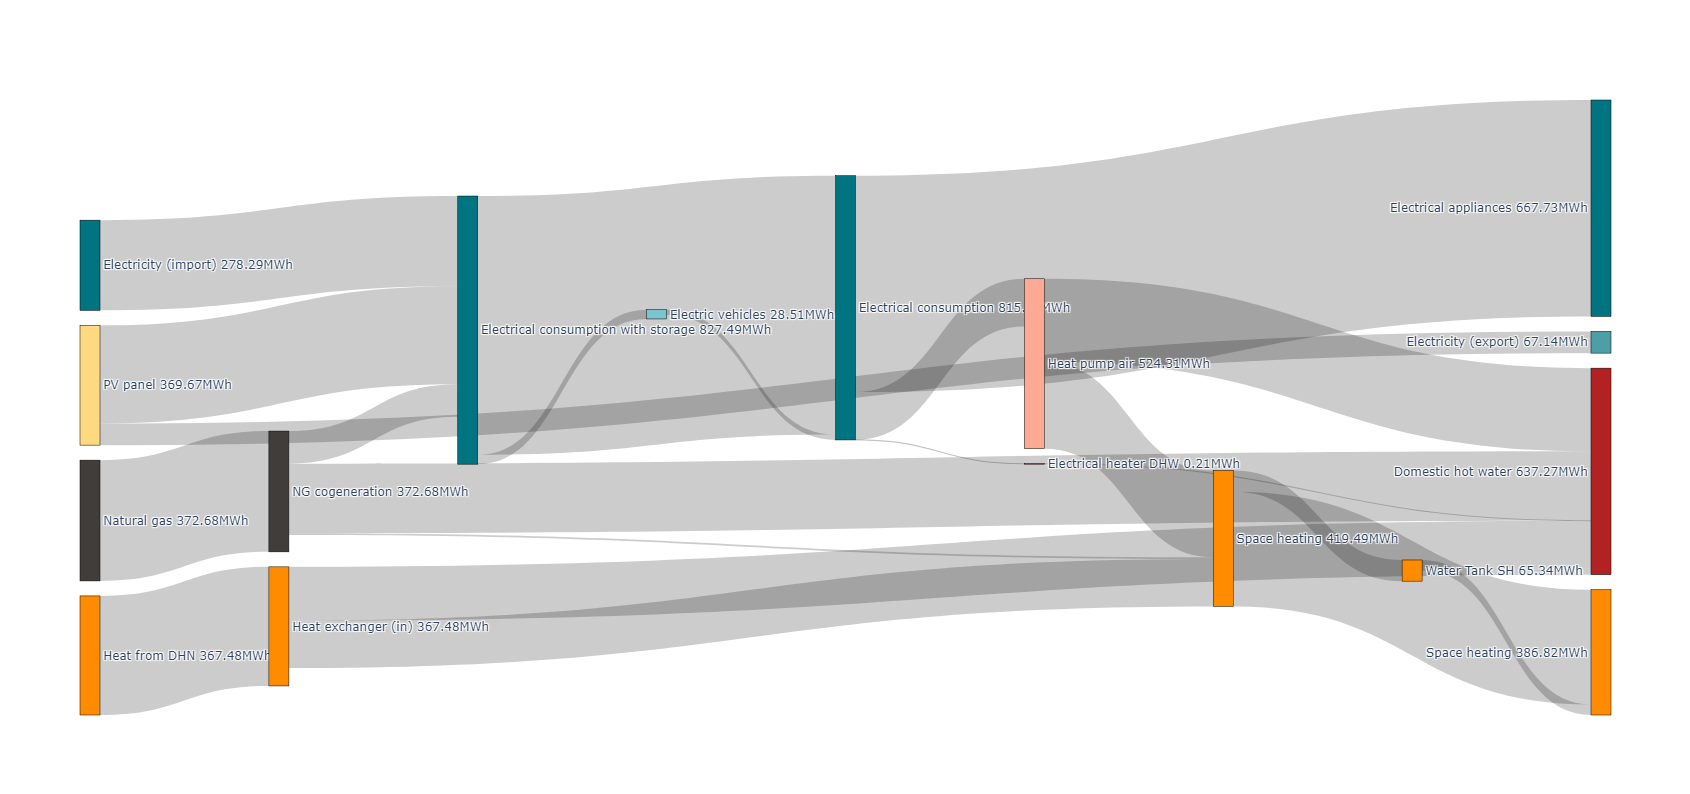 Electricity (import) 278.29MWh
PV panel 369.67MWh
Natural gas 372.68MWh
Heat from DHN 367.48MWh
NG cogeneration 372.68MWh
Heat exchanger (in) 367.48MWh
Electrical consumption with storage 827.49MWh
Electric vehicles 28.51MWh
Electrical consumption 815.
MWh
Heat pump air 524.31MWh
Electrical heater DHW 0.21MWh
Space heating 419.49MWh
Water Tank SH 65.34MWh
Electrical appliances 667.73MWh
Electricity (export) 67.14MWh
Domestic hot water 637.27MWh
Space heating 386.82MWh